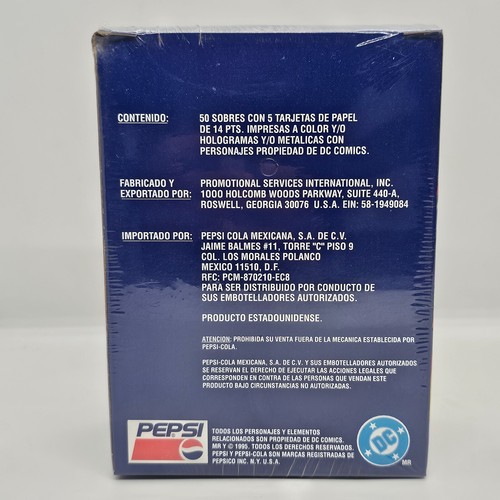 CONTENIDO: 50 SOBRES CON 5 TARJETAS DE PAPEL
DE 14 PTS. IMPRESAS A COLOR Y/O
HOLOGRAMAS Y/O METALICAS CON
PERSONAJES PROPIEDAD DE DC COMICS.
FABRICADO Y PROMOTIONAL SERVICES INTERNATIONAL, INC.
EXPORTADO POR: 1000 HOLCOMB WOODS PARKWAY, SUITE 440-A,
ROSWELL, GEORGIA 30076 U.S.A. EIN: 58-1949084
IMPORTADO POR: PEPSI COLA MEXICANA, S.A. DE C.V.
JAIME BALMES #11, TORRE "C" PISO 9
COL. LOS MORALES POLANCO
MEXICO 11510, D.F.
RFC; PCM-870210-EC8
PARA SER DISTRIBUIDO POR CONDUCTO DE
SUS EMBOTELLADORES AUTORIZADOS.
PRODUCTO ESTADOUNIDENSE.
ATENCION: PROHIBIDA SU VENTA FUERA DE LA MECANICA ESTABLECIDA POR
PEPSI-COLA.
PEPSI-COLA MEXICANA, S.A. DE C.V. Y SUS EMBOTELLADORES AUTORIZADOS
SE RESERVAN EL DERECHO DE EJECUTAR LAS ACCIONES LEGALES QUE
CORRESPONDEN EN CONTRA DE LAS PERSONAS QUE VENDAN ESTE
PRODUCTO BAJO CIRCUNSTANCIAS NO AUTORIZADAS.
PEPSI
TODOS LOS PERSONAJES Y ELEMENTOS
RELACIONADOS SON PROPIEDAD DE DC COMICS.
MR Y © 1995. TODOS LOS DERECHOS RESERVADOS.
PEPSI Y PEPSI-COLA SON MARCAS REGISTRADAS DE
PEPSICO INC. N.Y. U.S.A.
DC
MR